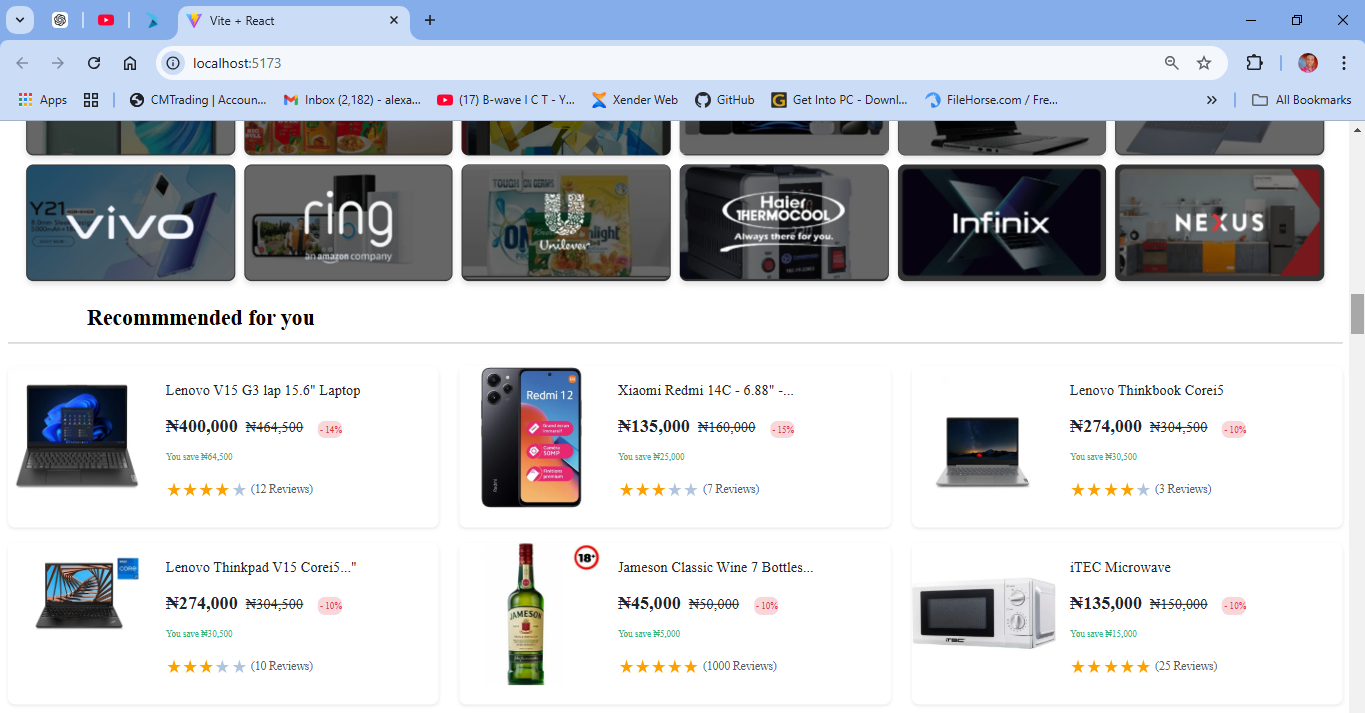 Vite + React
localhost:5173
Apps
CMTrading | Accoun...
Inbox (2,182) - alexa...
(17) B-wave I C T - Y...
Xender Web
GitHub
Get Into PC - Downl...
FileHorse.com / Fre...
All Bookmarks
Y21
vivo
ring
an amazon company
TOUGH ON GERMS
Unilever
Haier
THERMOCOOL
Always there for you.
Infinix
NEXUS
Recommmended for you
Lenovo V15 G3 lap 15.6" Laptop
₦400,000 ₦464,500 - 14%
You save ₦64,500
(12 Reviews)
Redmi 12
Xiaomi Redmi 14C - 6.88" -...
₦135,000 ₦160,000 - 15%
You save ₦25,000
(7 Reviews)
Lenovo Thinkbook Corei5
₦274,000 ₦304,500 - 10%
You save ₦30,500
(3 Reviews)
Lenovo Thinkpad V15 Corei5..."
₦274,000 ₦304,500 - 10%
You save ₦30,500
(10 Reviews)
18+
JAMESON
Jameson Classic Wine 7 Bottles...
₦45,000 ₦50,000 - 10%
You save ₦5,000
(1000 Reviews)
iTEC
iTEC Microwave
₦135,000 ₦150,000 - 10%
You save ₦15,000
(25 Reviews)